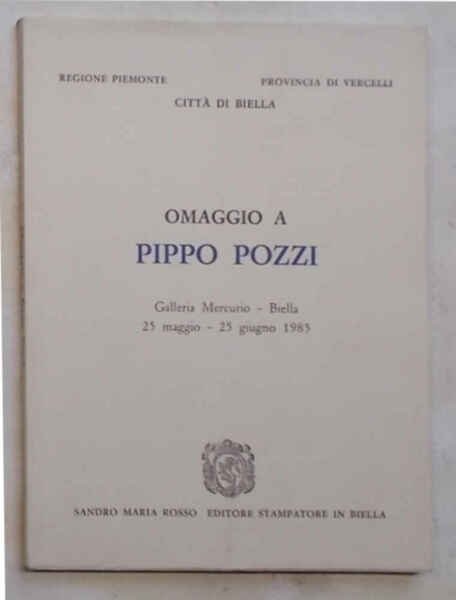 REGIONE PIEMONTE PROVINCIA DI VERCELLI
CITTÀ DI BIELLA
OMAGGIO A
PIPPO POZZI
Galleria Mercurio - Biella
25 maggio - 25 giugno 1985
SANDRO MARIA ROSSO EDITORE STAMPATORE IN BIELLA